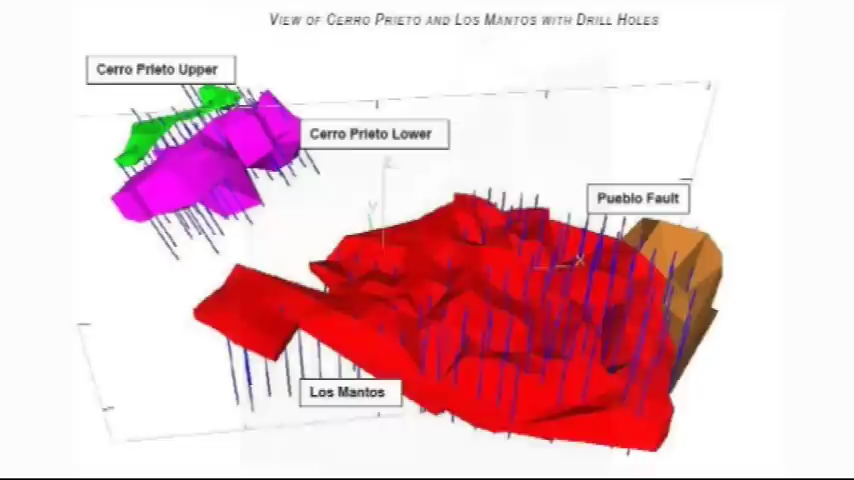 VIEW OF CERRO PRIETO AND LOS MANTOS WITH DRILL HOLES
Cerro Prieto Upper
Cerro Prieto Lower
Pueblo Fault
Z
Y
X
Los Mantos